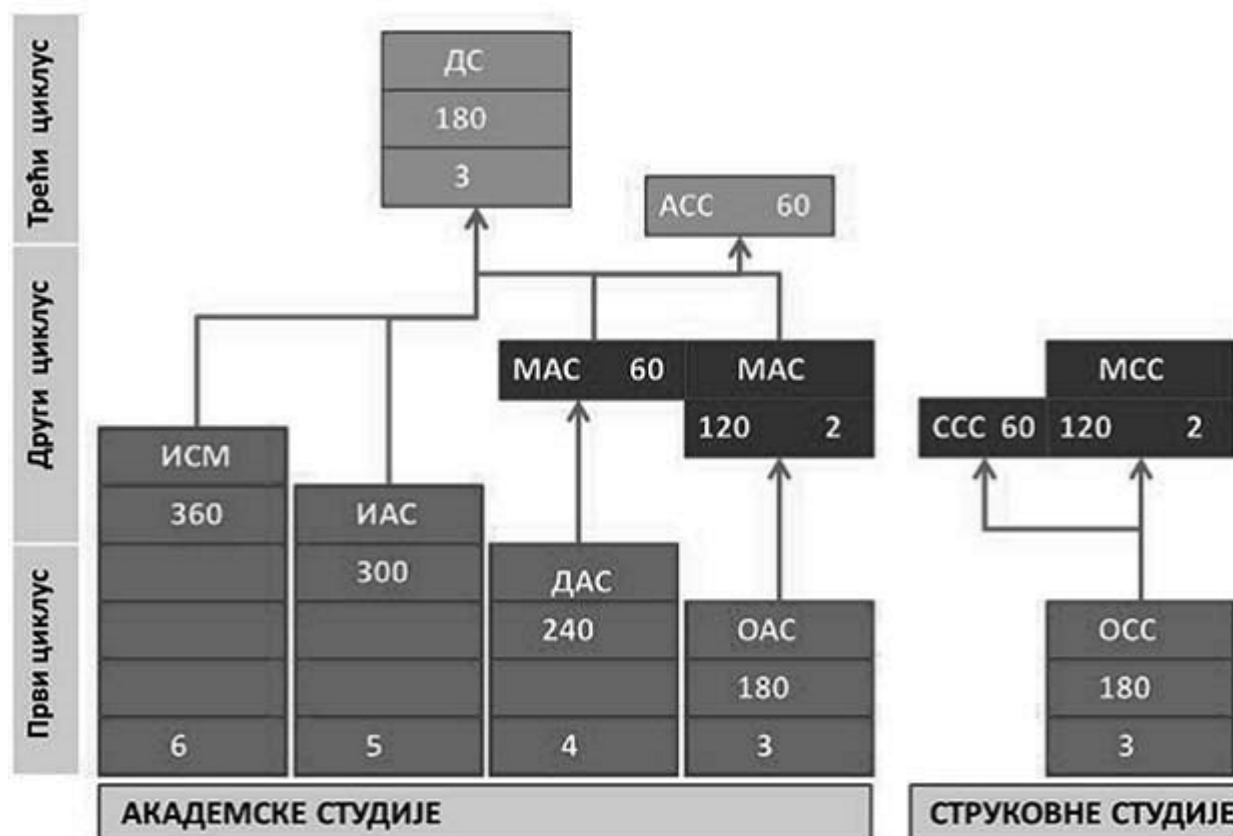 Трећи циклус
ДС
180
3
АСС 60
Други циклус
МАС 60
МАС
120 2
МСС
ССС 60
120 2
ИСМ
360
6
ИАС
300
5
Први циклус
ДАС
240
4
ОАС
180
3
ОСС
180
3
АКАДЕМСКЕ СТУДИЈЕ
СТРУКОВНЕ СТУДИЈЕ